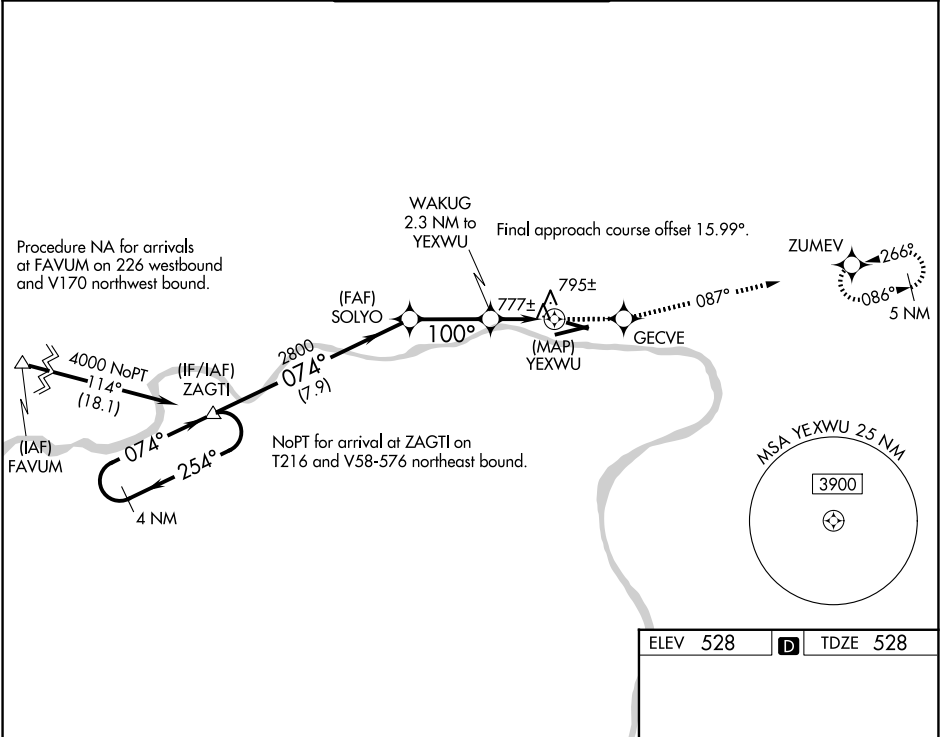 WAKUG
2.3 NM to
YEXWU
Final approach course offset 15.99°.
Procedure NA for arrivals
at FAVUM on 226 westbound
and V170 northwest bound.
ZUMEV
266°
086°
5 NM
087°
(FAF)
SOLYO
777±
795±
100°
(MAP)
YEXWU
GECVE
2800
074°
(7.9)
4000 NoPT
114°
(18.1)
(IF/IAF)
ZAGTI
(IAF)
FAVUM
074°
254°
4 NM
NoPT for arrival at ZAGTI on
T216 and V58-576 northeast bound.
MSA YEXWU 25 NM
3900
ELEV 528 D TDZE 528